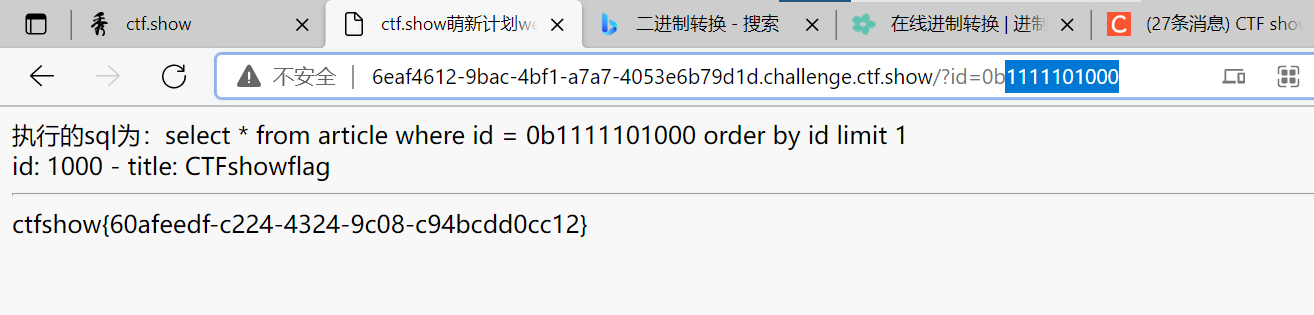 ctf.show
ctf.show萌新计划we
二进制转换 - 搜索
在线进制转换 | 进制
(27条消息) CTF show
不安全 | 6eaf4612-9bac-4bf1-a7a7-4053e6b79d1d.challenge.ctf.show/?id=0b1111101000
执行的sql为：select * from article where id = 0b1111101000 order by id limit 1
id: 1000 - title: CTFshowflag
ctfshow{60afeedf-c224-4324-9c08-c94bcdd0cc12}